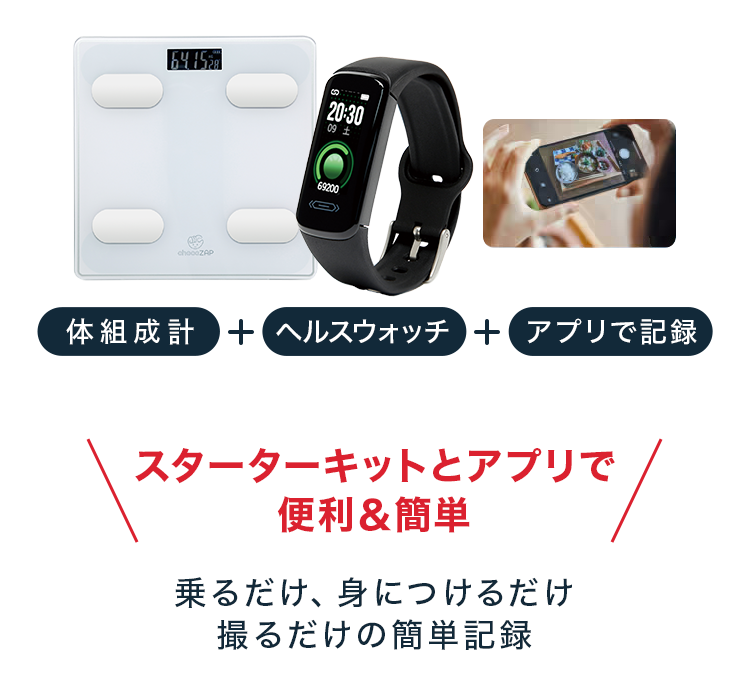 64.15
20:30
09 土
69200
chocoZAP
体組成計 + ヘルスウォッチ + アプリで記録
スターターキットとアプリで
便利&簡単
乗るだけ、身につけるだけ
撮るだけの簡単記録